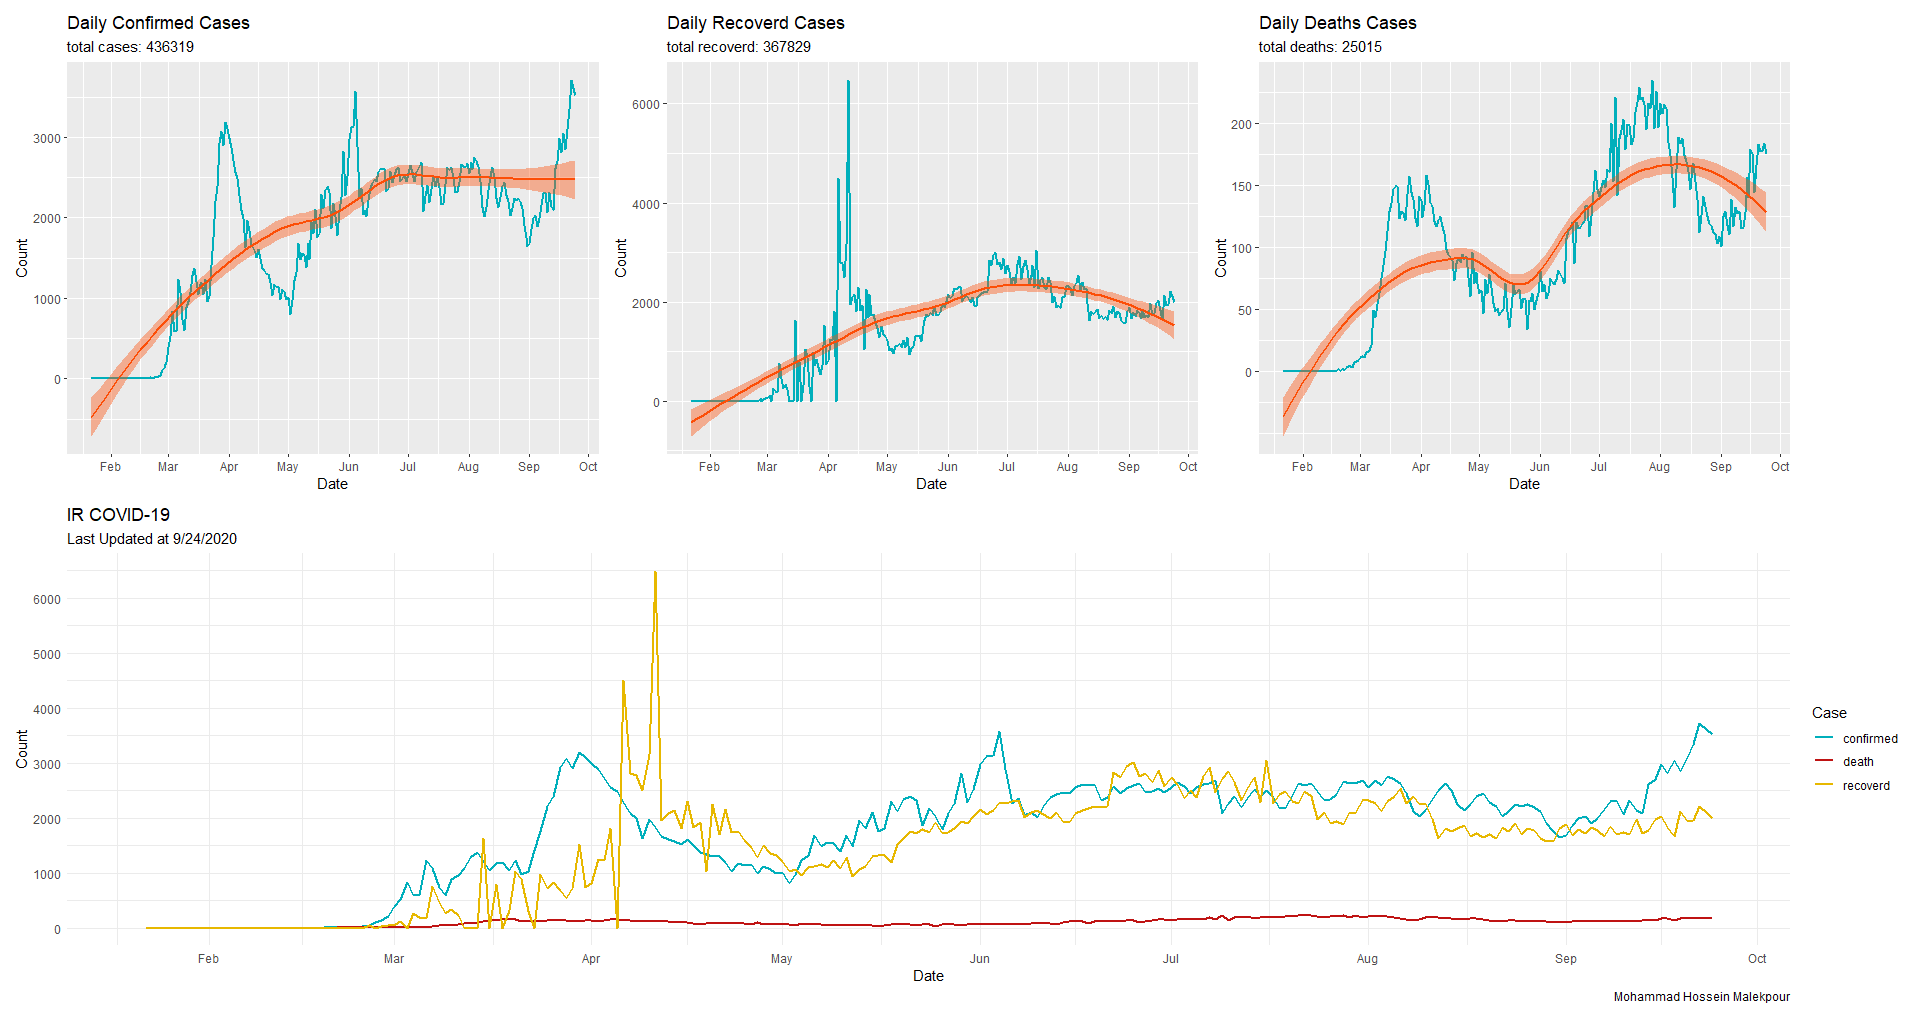 Daily Confirmed Cases
total cases: 436319
Count
3000
2000
1000
0
Feb Mar Apr May Jun Jul Aug Sep Oct
Date
Daily Recoverd Cases
total recoverd: 367829
Count
6000
4000
2000
0
Feb Mar Apr May Jun Jul Aug Sep Oct
Date
Daily Deaths Cases
total deaths: 25015
Count
200
150
100
50
0
Feb Mar Apr May Jun Jul Aug Sep Oct
Date
IR COVID-19
Last Updated at 9/24/2020
Count
6000
5000
4000
3000
2000
1000
0
Feb Mar Apr May Jun Jul Aug Sep Oct
Date
Case
confirmed
death
recoverd
Mohammad Hossein Malekpour